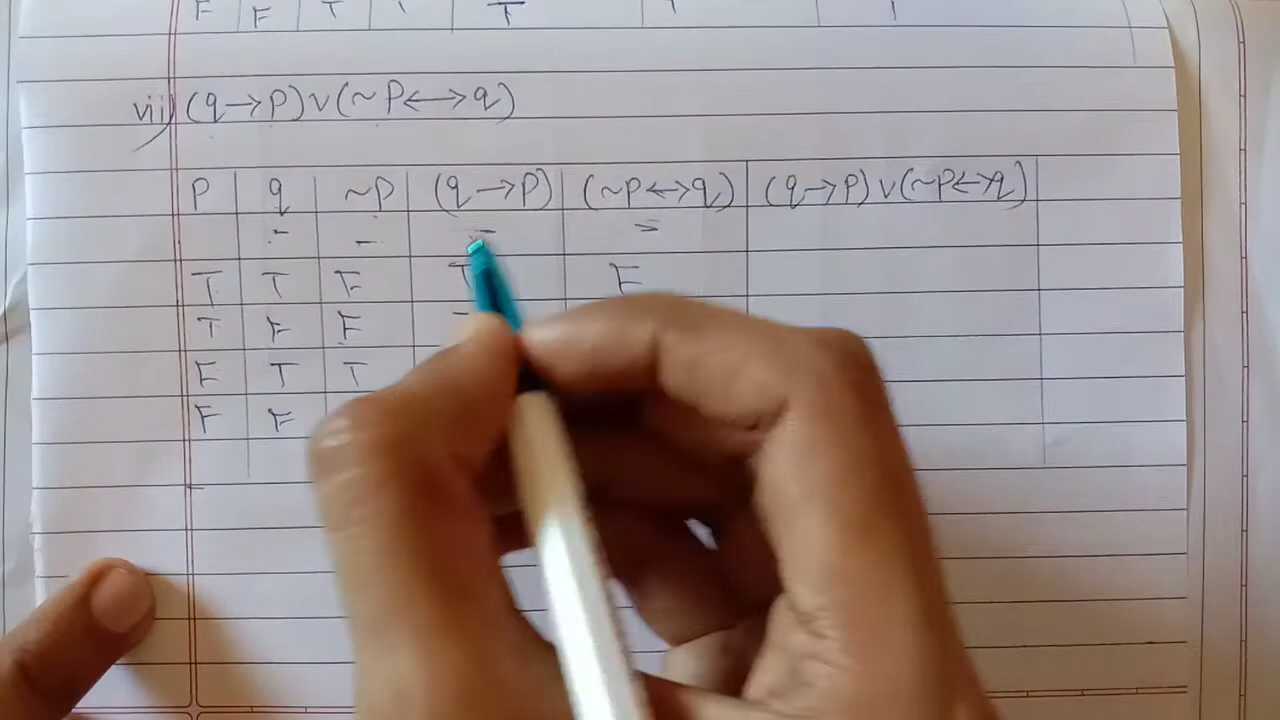 F F T T
vii) (q→p)∨(~p↔q)
p q ~p (q→p) (~p↔q) (q→p)∨(~p↔q)
- - - =
T T F T F
T F F
F T T
F F